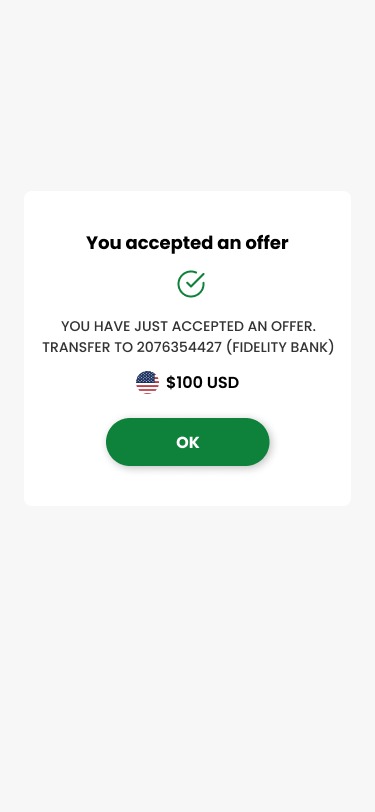 You accepted an offer
YOU HAVE JUST ACCEPTED AN OFFER.
TRANSFER TO 2076354427 (FIDELITY BANK)
$100 USD
OK